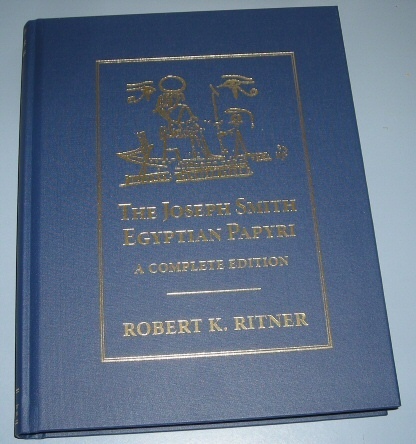 THE JOSEPH SMITH
EGYPTIAN PAPYRI
A COMPLETE EDITION
ROBERT K. RITNER